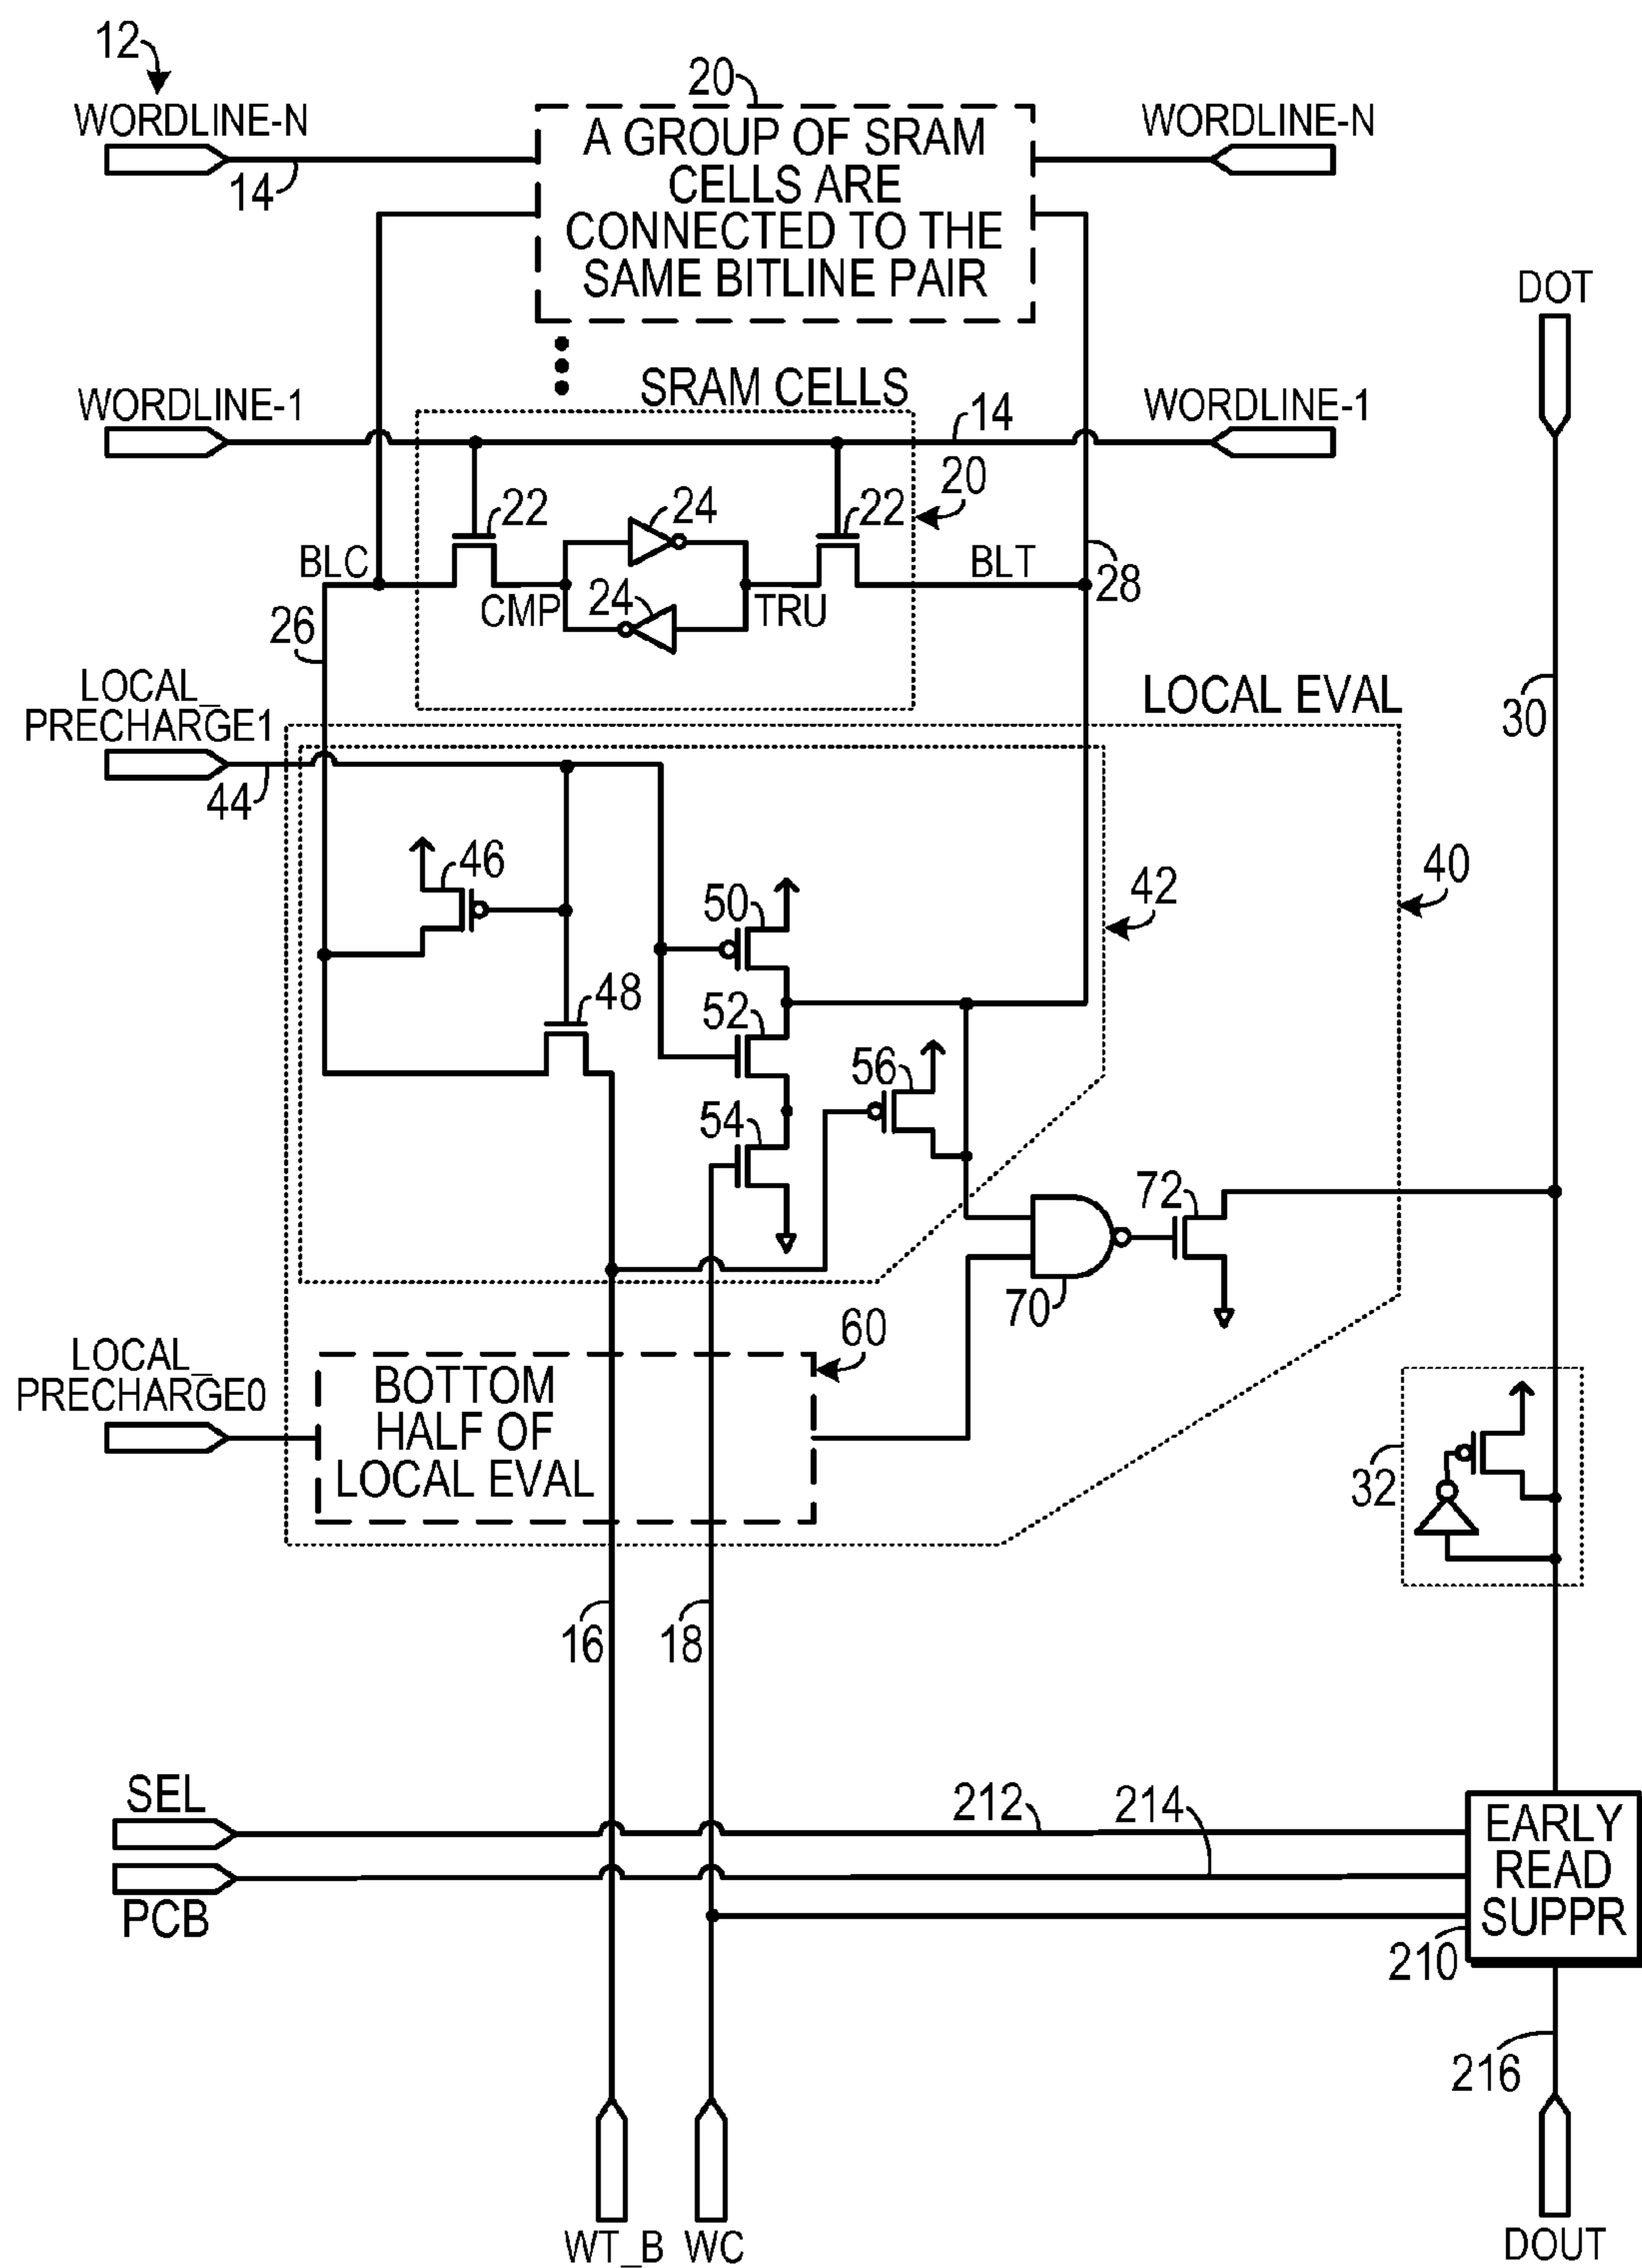 12
WORDLINE-N
14
20
A GROUP OF SRAM
CELLS ARE
CONNECTED TO THE
SAME BITLINE PAIR
WORDLINE-N
DOT
SRAM CELLS
WORDLINE-1
14
WORDLINE-1
20
22
24
22
BLC
BLT
28
CMP
24
TRU
26
LOCAL_
PRECHARGE1
LOCAL EVAL
30
44
46
50
42
40
48
52
56
54
72
70
60
LOCAL_
PRECHARGE0
BOTTOM
HALF OF
LOCAL EVAL
32
16
18
SEL
212
214
EARLY
READ
SUPPR
PCB
210
216
WT_B
WC
DOUT